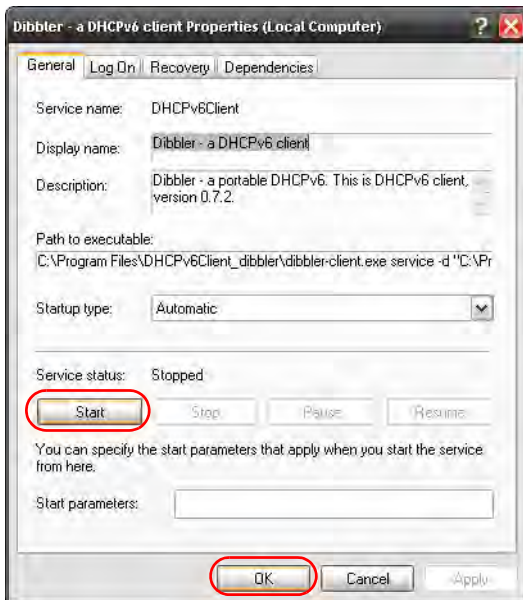 Dibbler - a DHCPv6 client Properties (Local Computer)
General Log On Recovery Dependencies
Service name: DHCPv6Client
Display name: Dibbler - a DHCPv6 client
Description: Dibbler - a portable DHCPv6. This is DHCPv6 client,
version 0.7.2.
Path to executable:
C:\Program Files\DHCPv6Client_dibbler\dibbler-client.exe service -d "C:\Pr
Startup type: Automatic
Service status: Stopped
Start Stop Pause Resume
You can specify the start parameters that apply when you start the service
from here.
Start parameters:
OK Cancel Apply